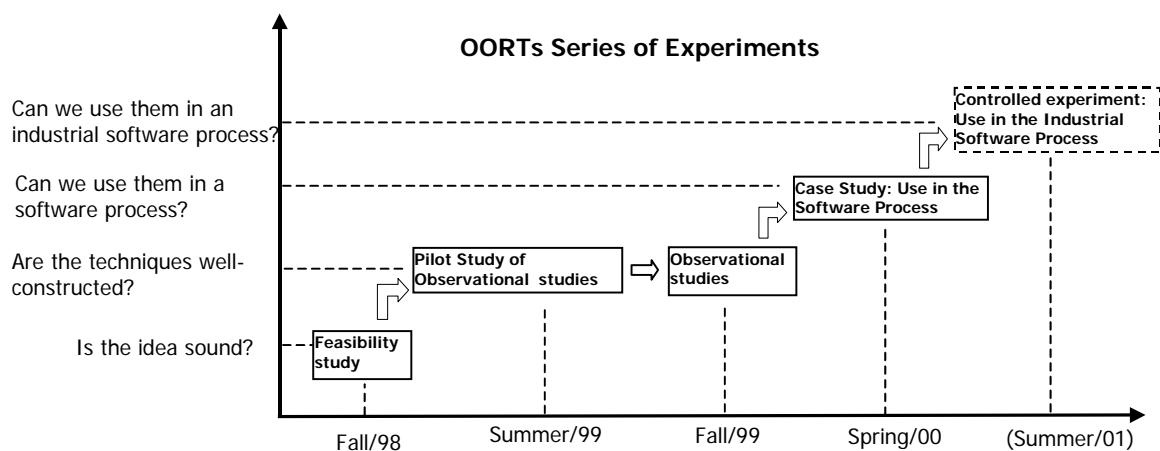 OORTs Series of Experiments
Can we use them in an
industrial software process?
Controlled experiment:
Use in the Industrial
Software Process
Can we use them in a
software process?
Case Study: Use in the
Software Process
Are the techniques well-
constructed?
Pilot Study of
Observational studies
Observational
studies
Is the idea sound?
Feasibility
study
Fall/98
Summer/99
Fall/99
Spring/00
(Summer/01)